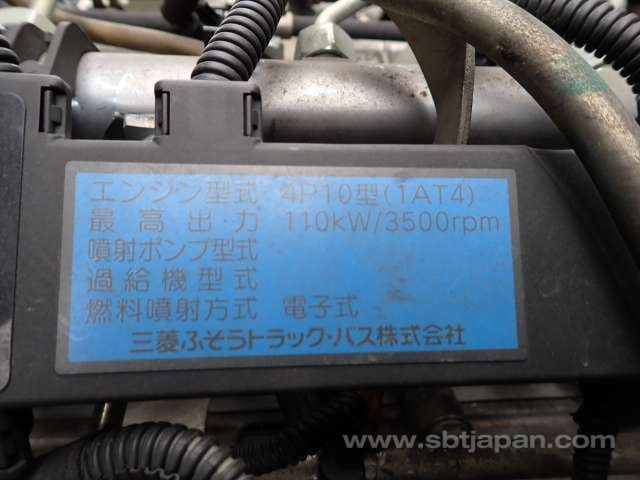 エンジン型式 4P10型(1AT4)
最高出力 110kW/3500rpm
噴射ポンプ型式
過給機型式
燃料噴射方式 電子式
三菱ふそうトラック・バス株式会社
www.sbtjapan.com